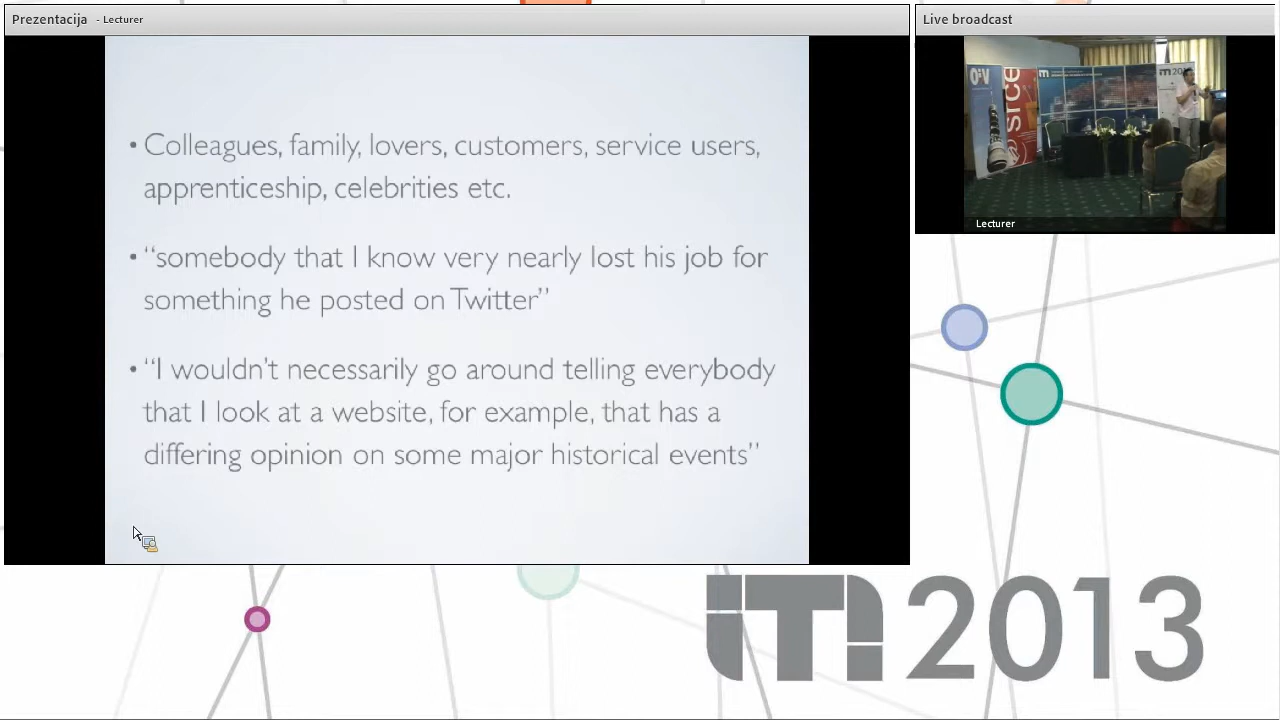 Prezentacija - Lecturer
Live broadcast
• Colleagues, family, lovers, customers, service users,
apprenticeship, celebrities etc.
• “somebody that I know very nearly lost his job for
something he posted on Twitter”
• “I wouldn’t necessarily go around telling everybody
that I look at a website, for example, that has a
differing opinion on some major historical events”
srce
Lecturer
iTi 2013